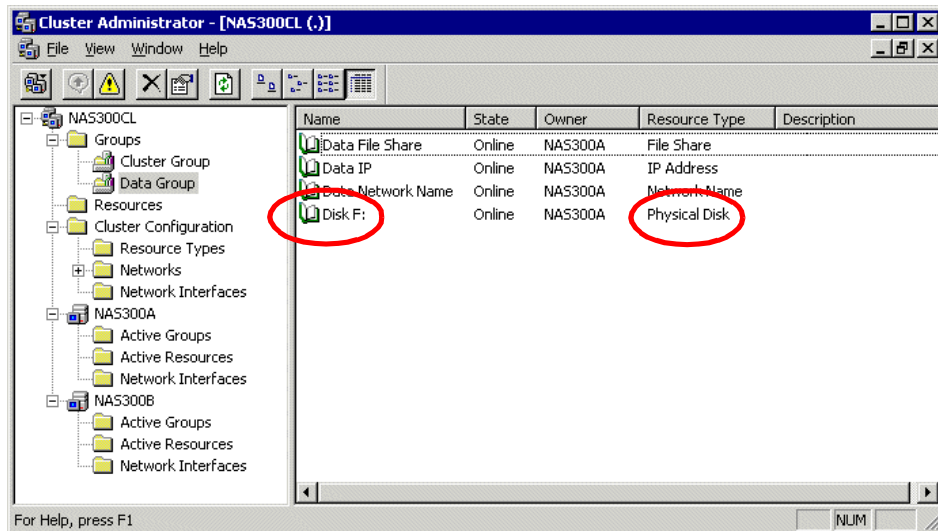 Cluster Administrator - [NAS300CL (.)]
File View Window Help
NAS300CL
Groups
Cluster Group
Data Group
Resources
Cluster Configuration
Resource Types
Networks
Network Interfaces
NAS300A
Active Groups
Active Resources
Network Interfaces
NAS300B
Active Groups
Active Resources
Network Interfaces
Name State Owner Resource Type Description
Data File Share Online NAS300A File Share
Data IP Online NAS300A IP Address
Data Network Name Online NAS300A Network Name
Disk F: Online NAS300A Physical Disk
For Help, press F1 NUM